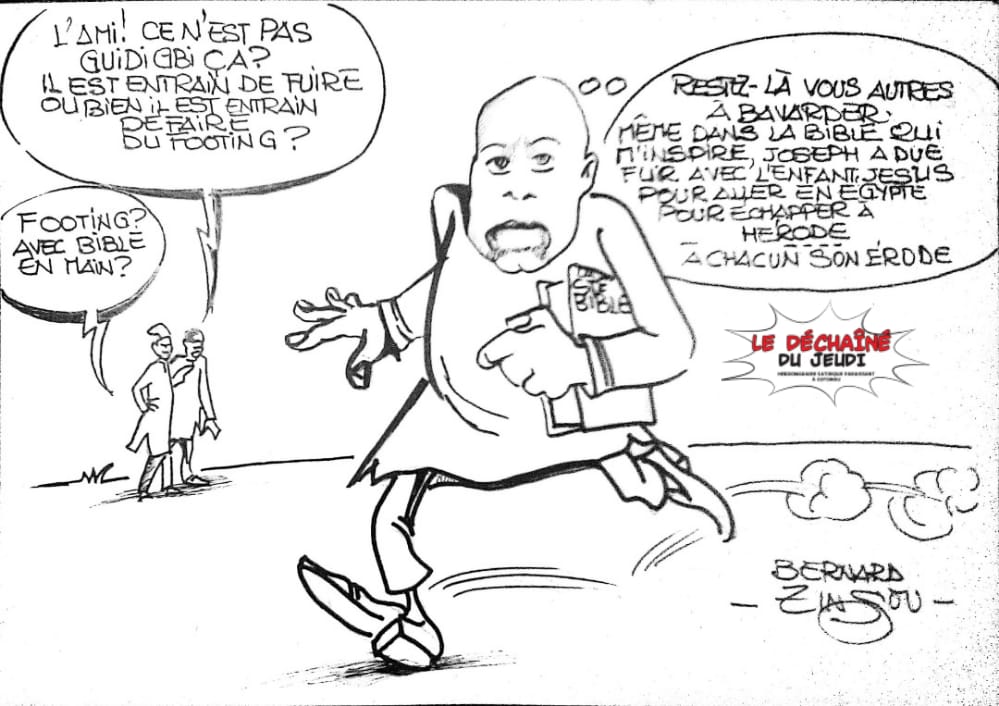 L'AMI! CE N'EST PAS
GUIDIGBI ÇA?
IL EST ENTRAIN DE FUIRE
OU BIEN IL EST ENTRAIN
DE FAIRE
DU FOOTING?
FOOTING?
AVEC BIBLE
EN MAIN?
RESTEZ-LÀ VOUS AUTRES
À BAVARDER.
MÊME DANS LA BIBLE QUI
M'INSPIRE, JOSEPH A DUE
FUIR AVEC L'ENFANT JESUS
POUR ALLER EN EGYPTE
POUR ÉCHAPPER À
HÉRODE
À CHACUN SON ÉRODE
STE
BIBLE
LE DÉCHAÎNÉ
DU JEUDI
HEBDOMADAIRE SATIRIQUE PARAISSANT
À COTONOU
BERNARD
- ZINSOU -